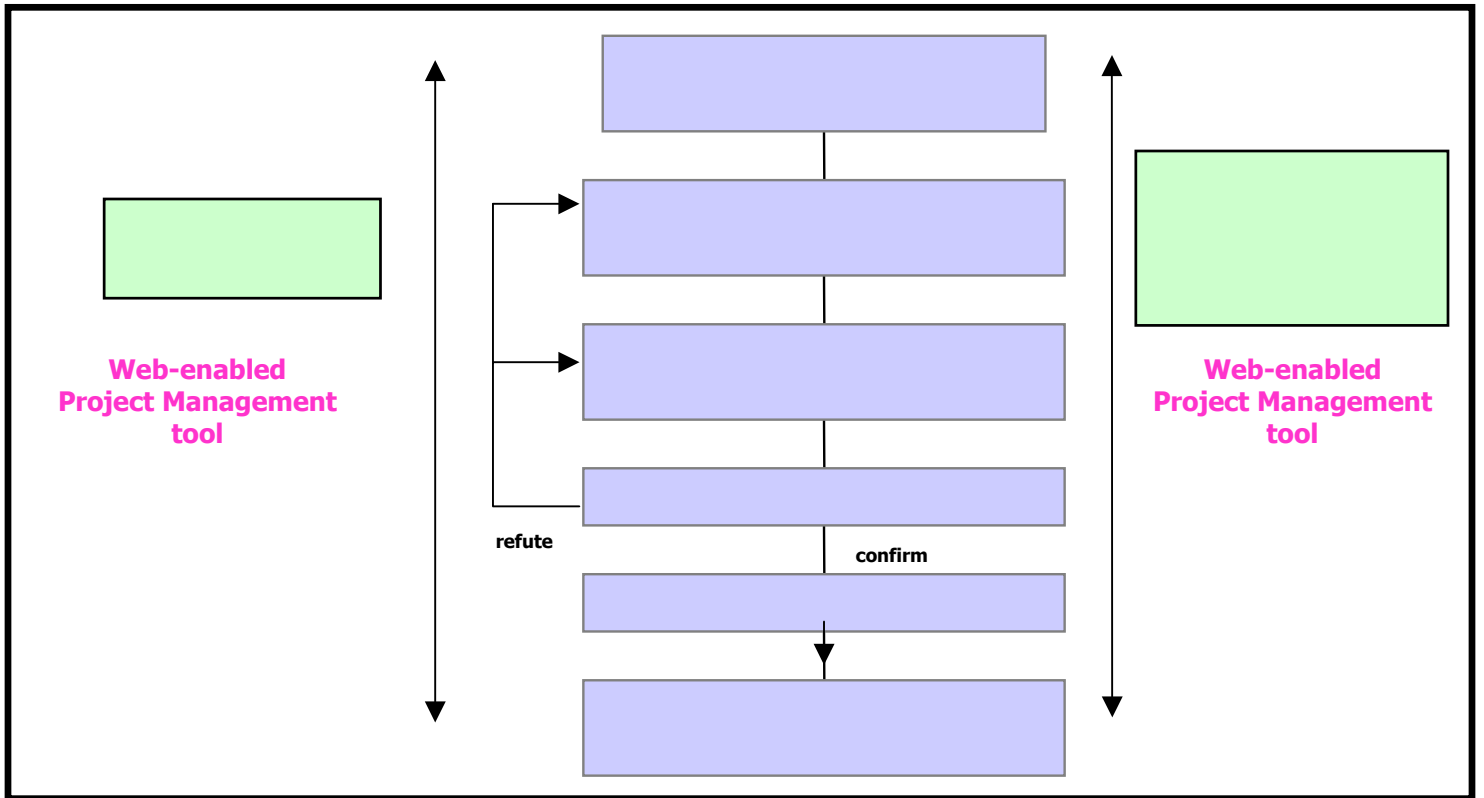 Web-enabled
Project Management
tool
refute
confirm
Web-enabled
Project Management
tool